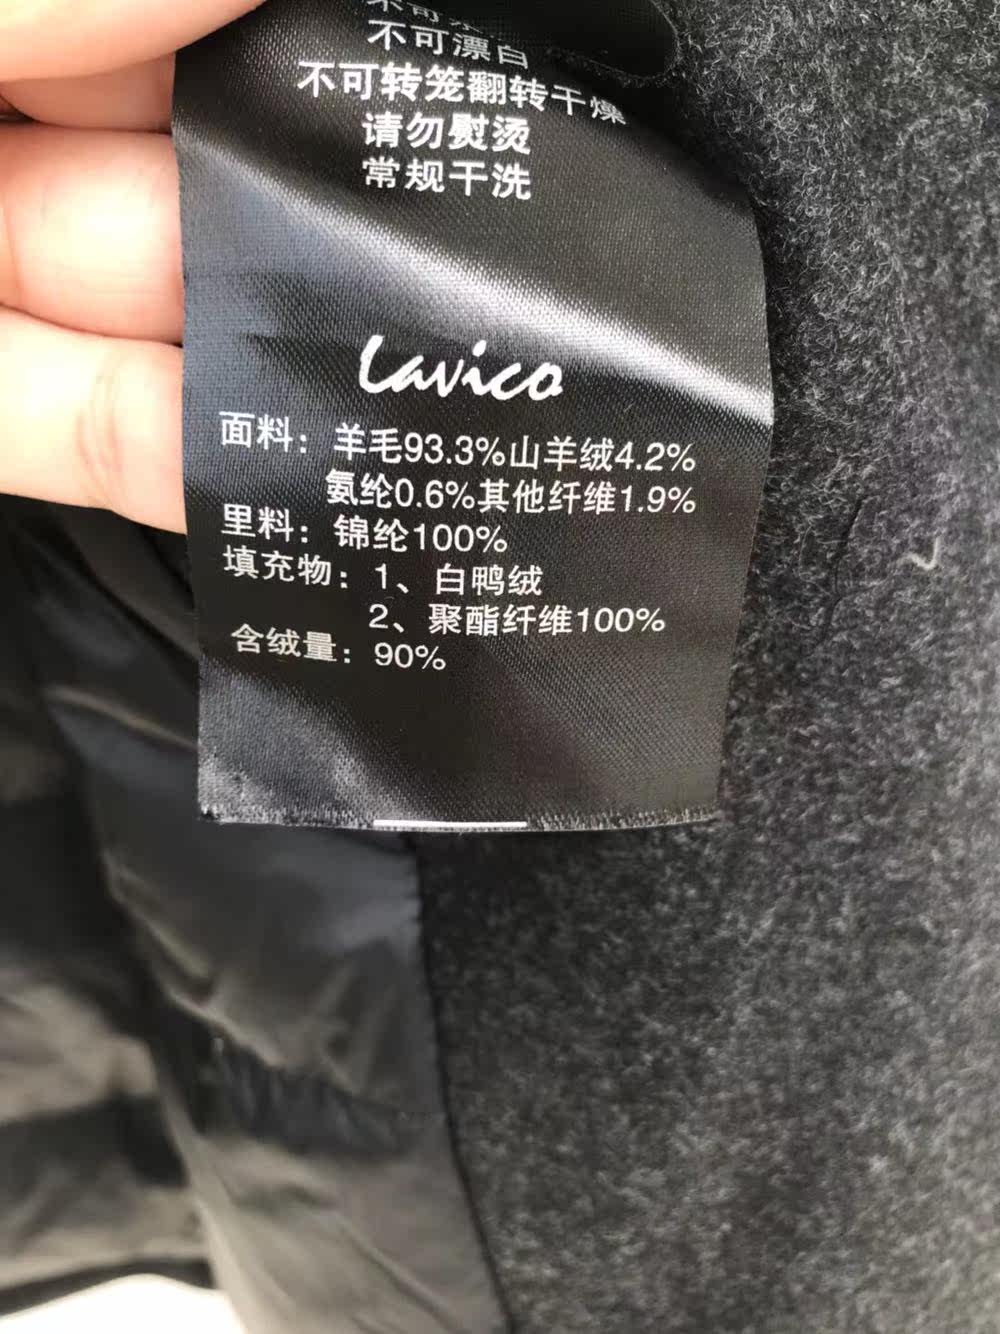 不可漂白
不可转笼翻转干燥
请勿熨烫
常规干洗
Lavico
面料：羊毛93.3%山羊绒4.2%
氨纶0.6%其他纤维1.9%
里料：锦纶100%
填充物：1、白鸭绒
2、聚酯纤维100%
含绒量：90%